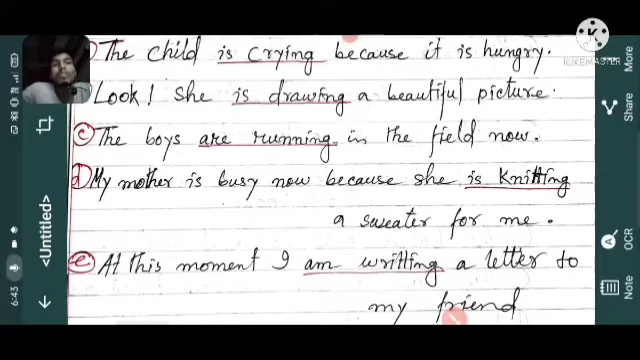 ) The child is crying because it is hungry.
Look! She is drawing a beautiful picture.
c) The boys are running in the field now.
d) My mother is busy now because she is knitting
a sweater for me.
e) At this moment I am writting a letter to
my friend
KINEMASTER
More
Share
OCR
Note
<Untitled>
6:43